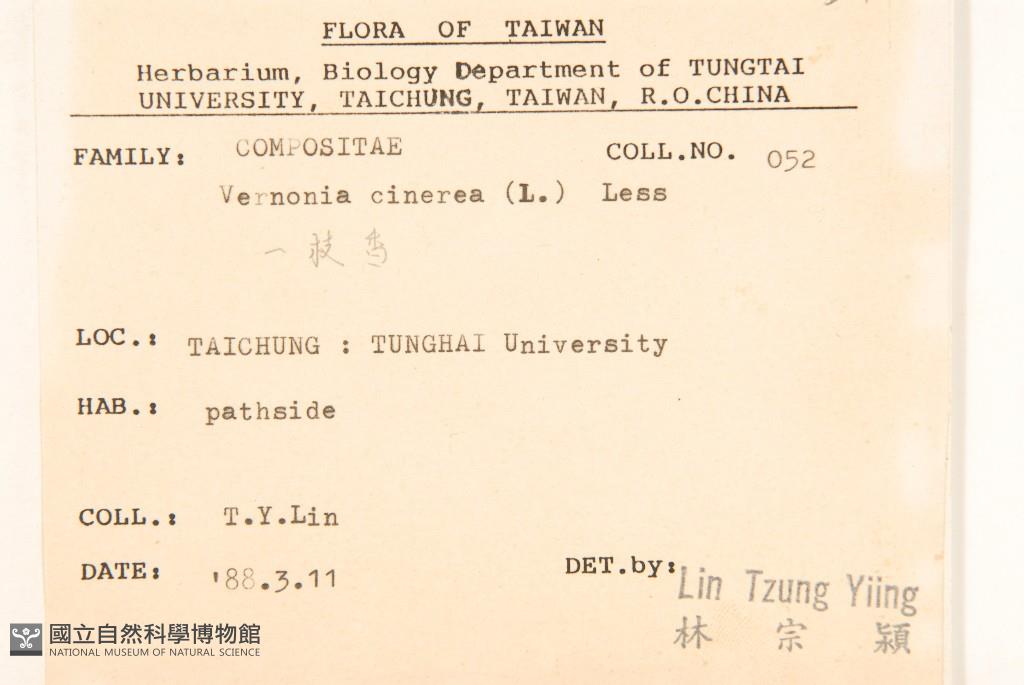 FLORA OF TAIWAN
Herbarium, Biology Department of TUNGTAI
UNIVERSITY, TAICHUNG, TAIWAN, R.O.CHINA
FAMILY: COMPOSITAE COLL.NO. 052
Vernonia cinerea (L.) Less
一枝香
LOC.: TAICHUNG : TUNGHAI University
HAB.: pathside
COLL.: T.Y.Lin
DATE: '88.3.11 DET.by: Lin Tzung Yiing
林宗潁
國立自然科學博物館
NATIONAL MUSEUM OF NATURAL SCIENCE